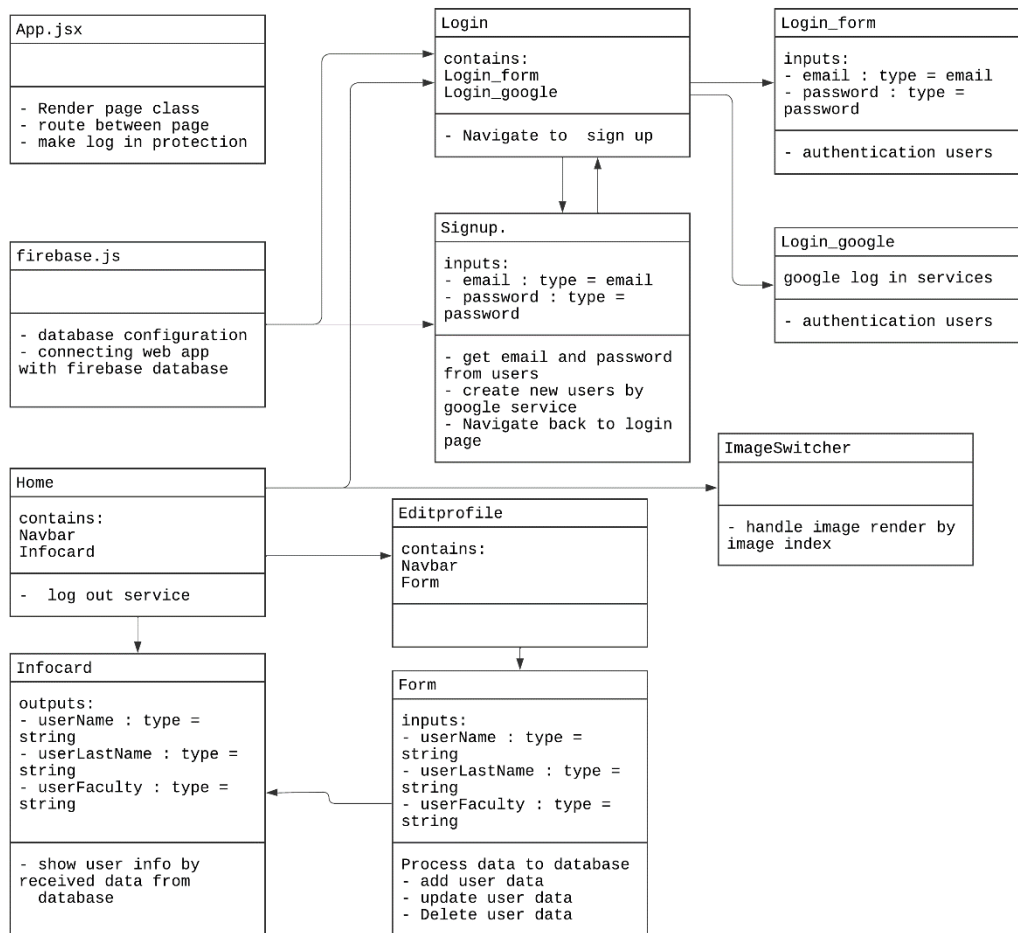 App.jsx
- Render page class
- route between page
- make log in protection
Login
contains:
Login_form
Login_google
- Navigate to  sign up
Login_form
inputs:
- email : type = email
- password : type =
password
- authentication users
firebase.js
- database configuration
- connecting web app
with firebase database
Signup.
inputs:
- email : type = email
- password : type =
password
- get email and password
from users
- create new users by
google service
- Navigate back to login
page
Login_google
google log in services
- authentication users
Home
contains:
Navbar
Infocard
-  log out service
Editprofile
contains:
Navbar
Form
ImageSwitcher
- handle image render by
image index
Infocard
outputs:
- userName : type =
string
- userLastName : type =
string
- userFaculty : type =
string
- show user info by
received data from
database
Form
inputs:
- userName : type =
string
- userLastName : type =
string
- userFaculty : type =
string
Process data to database
- add user data
- update user data
- Delete user data